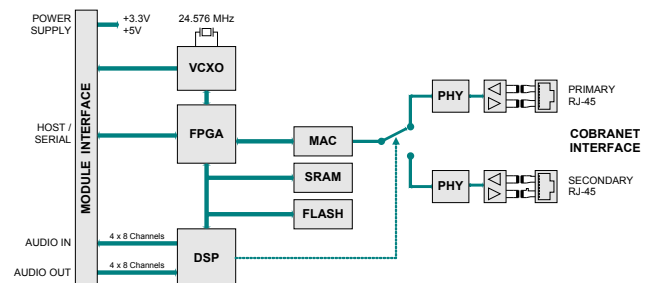 POWER
SUPPLY
+3.3V
+5V
24.576 MHz
VCXO
MODULE INTERFACE
HOST /
SERIAL
FPGA
MAC
SRAM
FLASH
PHY
PRIMARY
RJ-45
COBRANET
INTERFACE
PHY
SECONDARY
RJ-45
AUDIO IN
4 x 8 Channels
DSP
AUDIO OUT
4 x 8 Channels